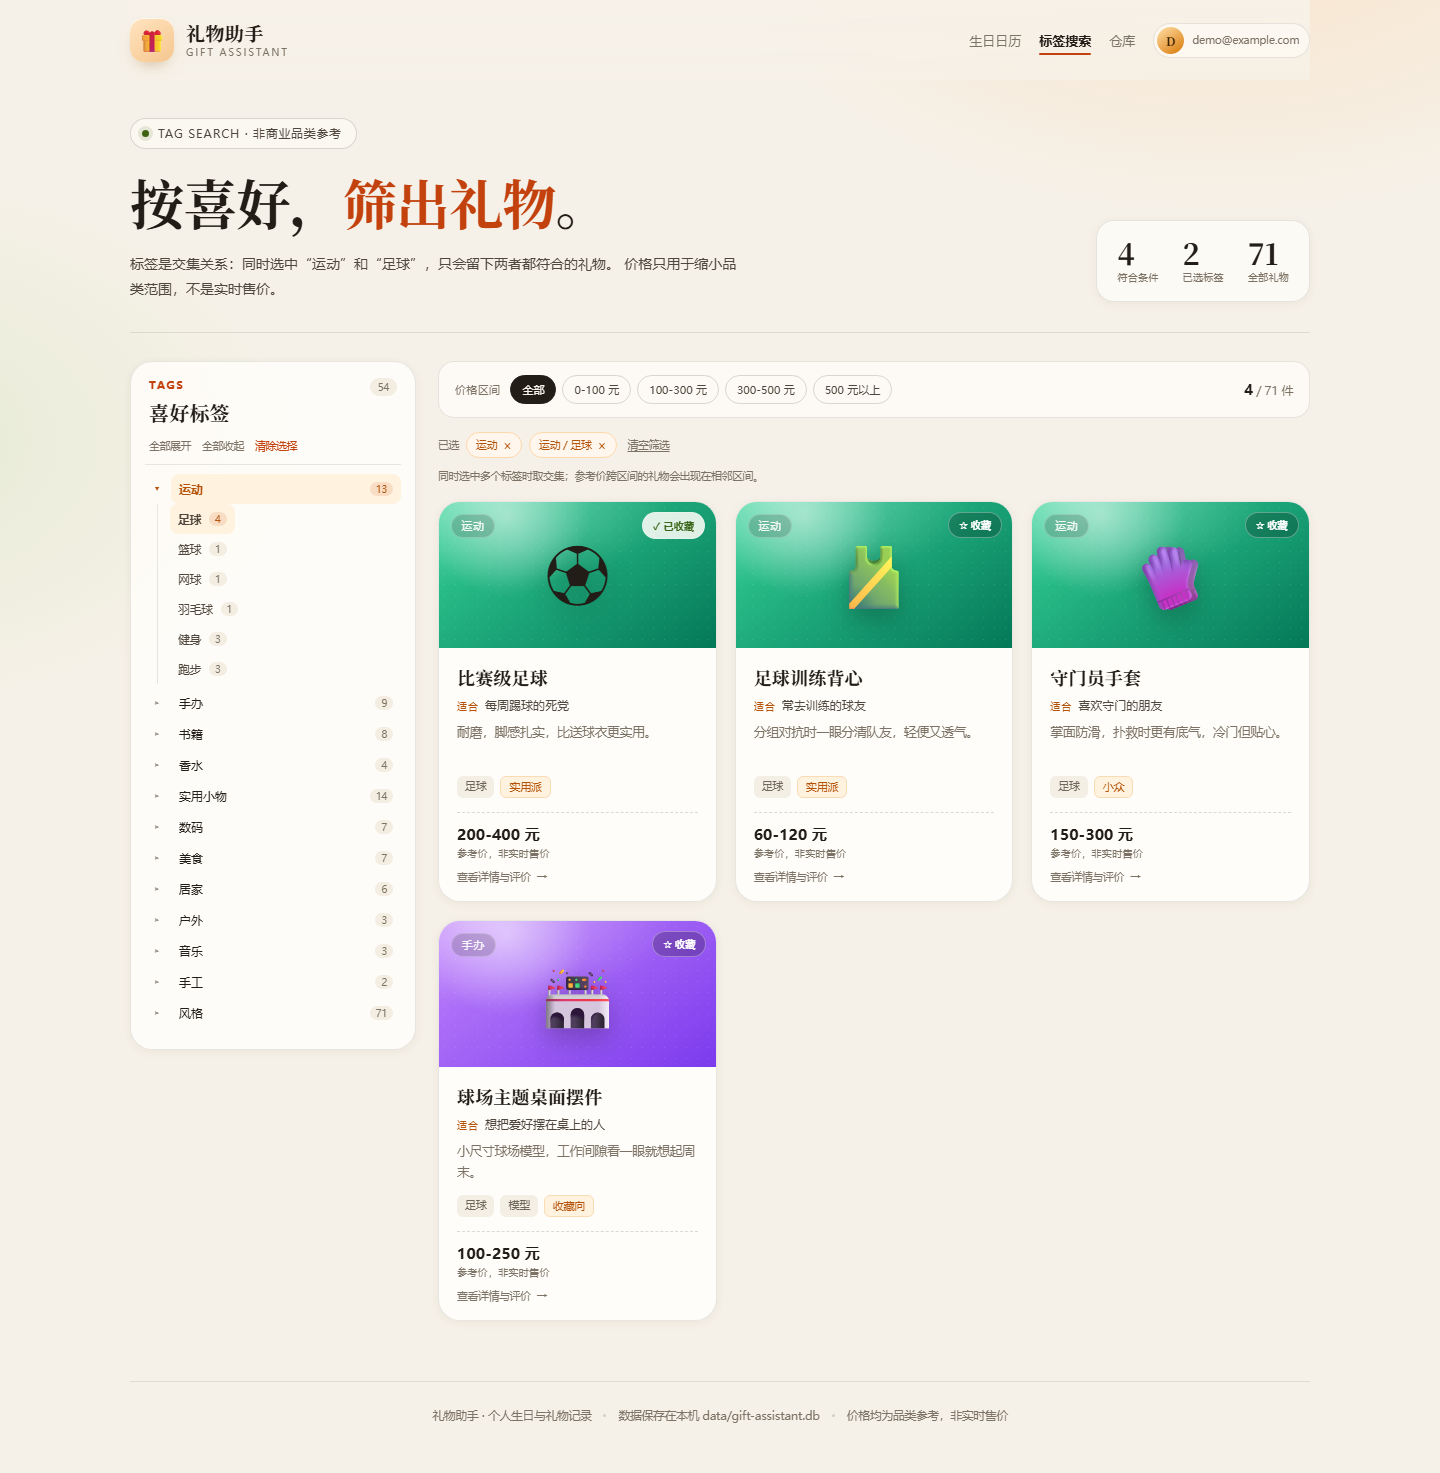 礼物助手
GIFT ASSISTANT
生日日历
标签搜索
仓库
D
demo@example.com
TAG SEARCH · 非商业品类参考
按喜好，筛出礼物。
标签是交集关系：同时选中“运动”和“足球”，只会留下两者都符合的礼物。 价格只用于缩小品
类范围，不是实时售价。
4
符合条件
2
已选标签
71
全部礼物
TAGS
54
喜好标签
全部展开 全部收起 清除选择
运动 13
足球 4
篮球 1
网球 1
羽毛球 1
健身 3
跑步 3
手办 9
书籍 8
香水 4
实用小物 14
数码 7
美食 7
居家 6
户外 3
音乐 3
手工 2
风格 71
价格区间 全部 0-100 元 100-300 元 300-500 元 500 元以上
4 / 71 件
已选 运动 × 运动 / 足球 × 清空筛选
同时选中多个标签时取交集；参考价跨区间的礼物会出现在相邻区间。
运动
✓ 已收藏
比赛级足球
适合 每周踢球的死党
耐磨，脚感扎实，比送球衣更实用。
足球 实用派
200-400 元
参考价，非实时售价
查看详情与评价 →
运动
☆ 收藏
足球训练背心
适合 常去训练的球友
分组对抗时一眼分清队友，轻便又透气。
足球 实用派
60-120 元
参考价，非实时售价
查看详情与评价 →
运动
☆ 收藏
守门员手套
适合 喜欢守门的朋友
掌面防滑，扑救时更有底气，冷门但贴心。
足球 小众
150-300 元
参考价，非实时售价
查看详情与评价 →
手办
☆ 收藏
球场主题桌面摆件
适合 想把爱好摆在桌上的人
小尺寸球场模型，工作间隙看一眼就想起周
末。
足球 模型 收藏向
100-250 元
参考价，非实时售价
查看详情与评价 →
礼物助手 · 个人生日与礼物记录 · 数据保存在本机 data/gift-assistant.db · 价格均为品类参考，非实时售价